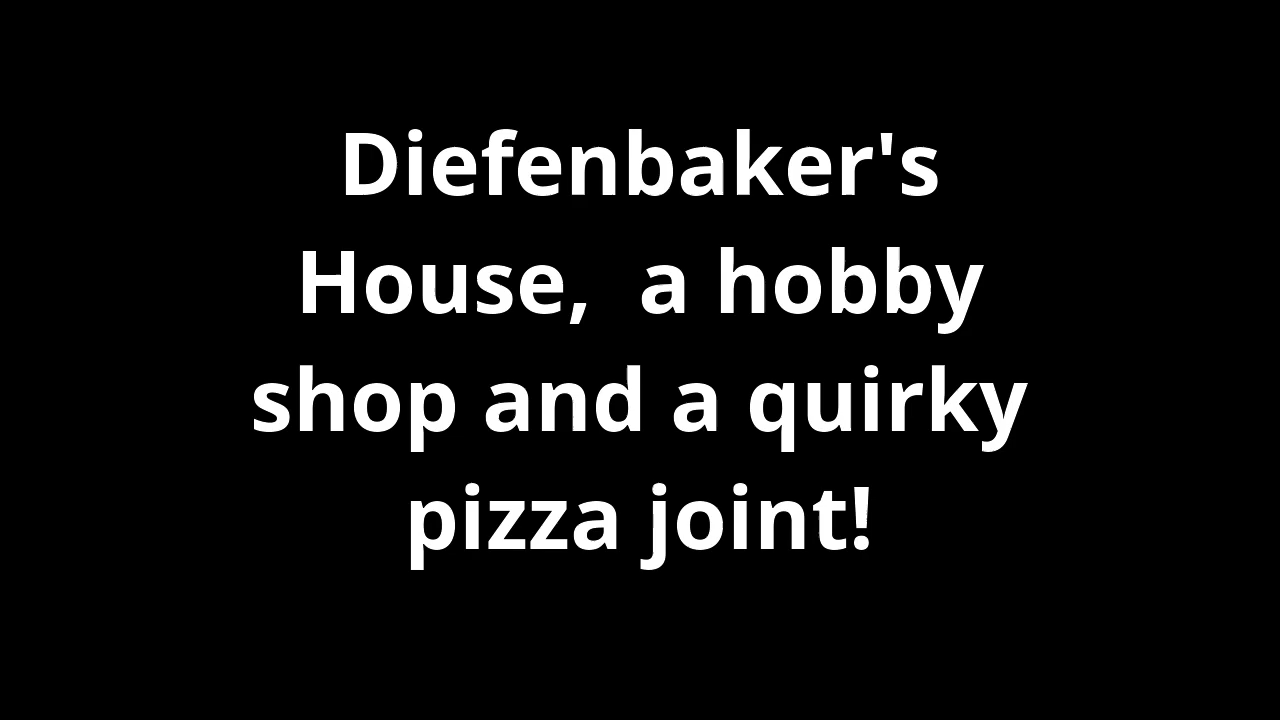 Diefenbaker's
House,  a hobby
shop and a quirky
pizza joint!